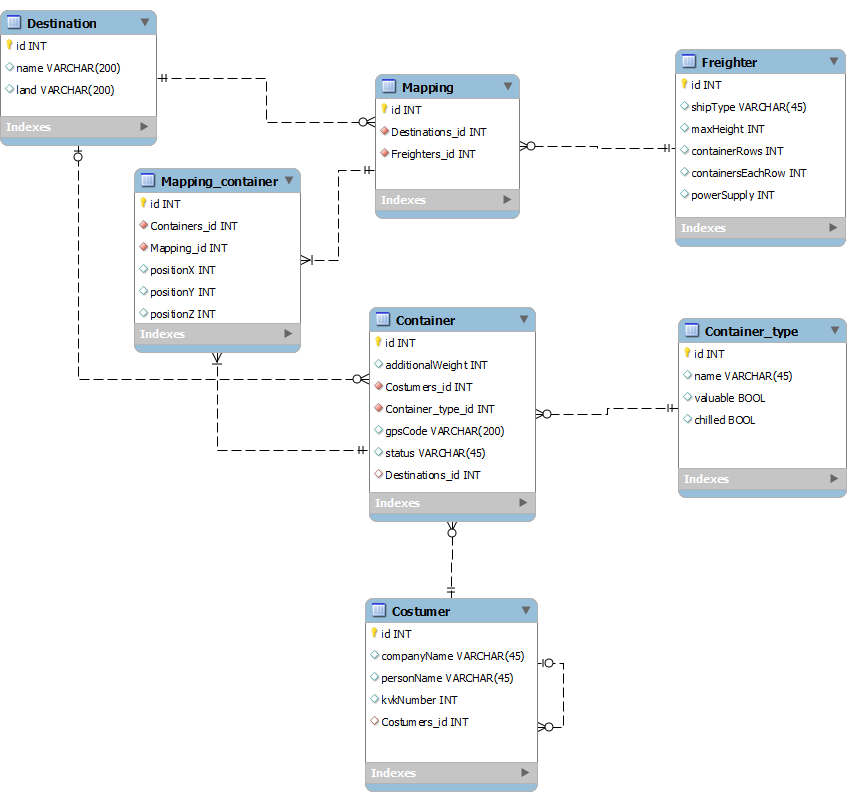 Destination
id INT
name VARCHAR(200)
land VARCHAR(200)
Indexes
Mapping
id INT
Destinations_id INT
Freighters_id INT
Indexes
Freighter
id INT
shipType VARCHAR(45)
maxHeight INT
containerRows INT
containersEachRow INT
powerSupply INT
Indexes
Mapping_container
id INT
Containers_id INT
Mapping_id INT
positionX INT
positionY INT
positionZ INT
Indexes
Container
id INT
additionalWeight INT
Costumers_id INT
Container_type_id INT
gpsCode VARCHAR(200)
status VARCHAR(45)
Destinations_id INT
Indexes
Container_type
id INT
name VARCHAR(45)
valuable BOOL
chilled BOOL
Indexes
Costumer
id INT
companyName VARCHAR(45)
personName VARCHAR(45)
kvkNumber INT
Costumers_id INT
Indexes